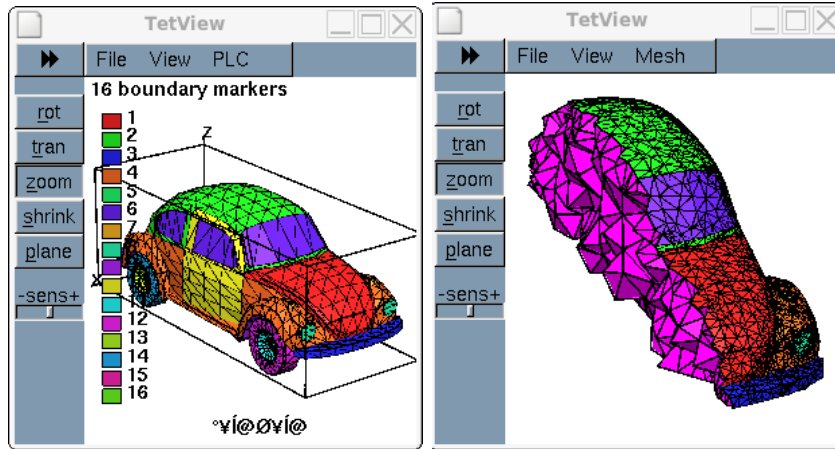 TetView
File View PLC
rot
tran
zoom
shrink
plane
-sens+
16 boundary markers
1
2
3
4
5
6
7
12
13
14
15
16
Z
X
°¥Í@Ø¥Í@
TetView
File View Mesh
rot
tran
zoom
shrink
plane
-sens+